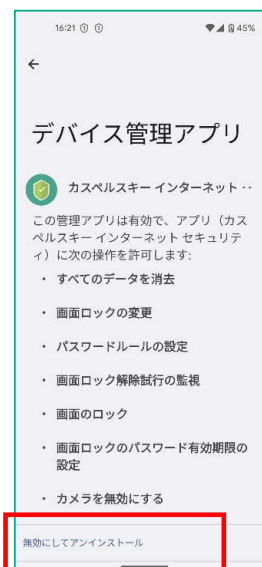 16:21 45%
デバイス管理アプリ
カスペルスキー インターネット ‥
この管理アプリは有効で、アプリ（カス
ペルスキー インターネット セキュリテ
ィ）に次の操作を許可します:
・ すべてのデータを消去
・ 画面ロックの変更
・ パスワードルールの設定
・ 画面ロック解除試行の監視
・ 画面のロック
・ 画面ロックのパスワード有効期限の
設定
・ カメラを無効にする
無効にしてアンインストール